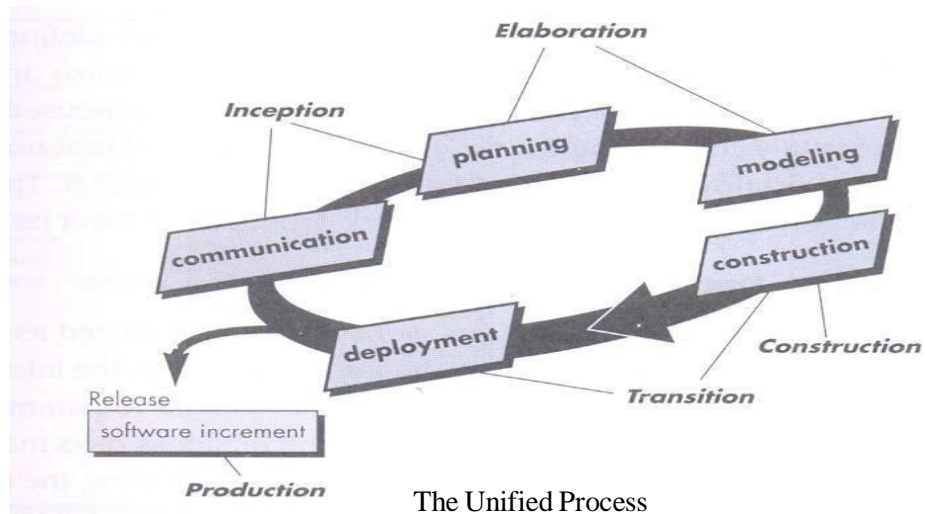 Elaboration
Inception
planning
modeling
communication
construction
deployment
Construction
Transition
Release
software increment
Production
The Unified Process